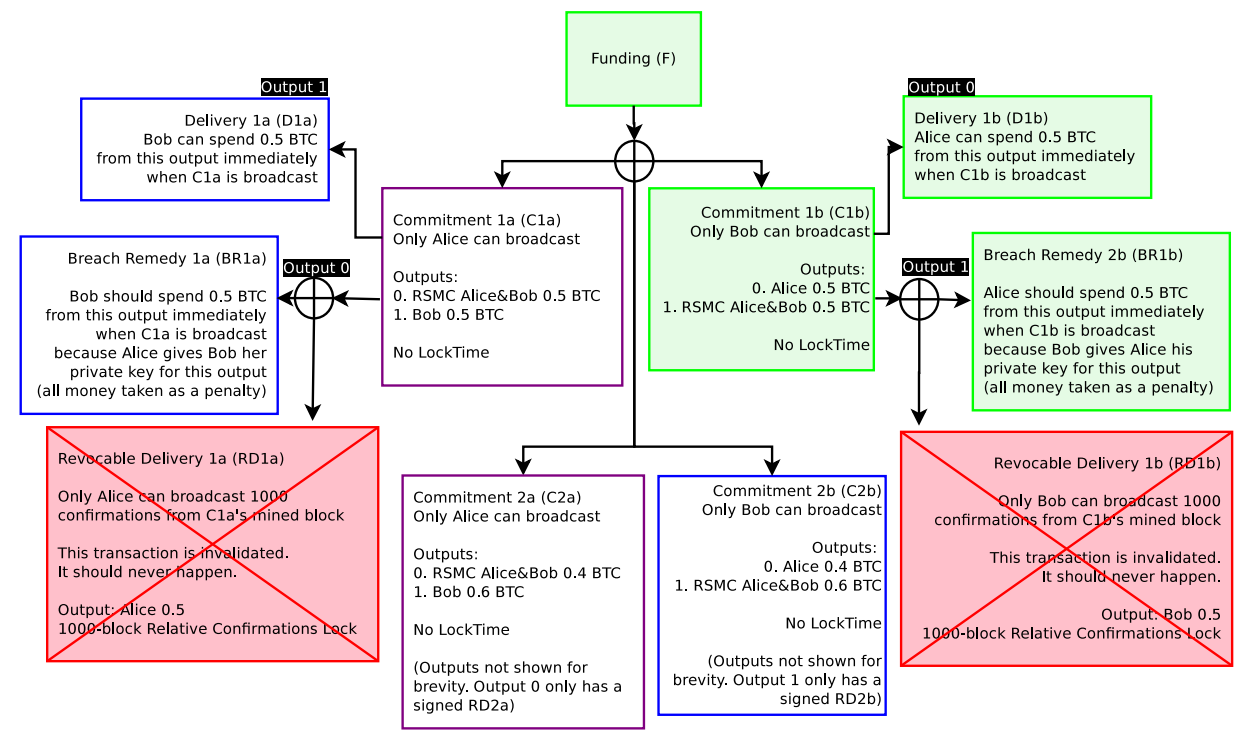 Funding (F)
Output 1
Delivery 1a (D1a)
Bob can spend 0.5 BTC
from this output immediately
when C1a is broadcast
Output 0
Delivery 1b (D1b)
Alice can spend 0.5 BTC
from this output immediately
when C1b is broadcast
Commitment 1a (C1a)
Only Alice can broadcast
Outputs:
0. RSMC Alice&Bob 0.5 BTC
1. Bob 0.5 BTC
No LockTime
Commitment 1b (C1b)
Only Bob can broadcast
Outputs:
0. Alice 0.5 BTC
1. RSMC Alice&Bob 0.5 BTC
No LockTime
Output 0
Breach Remedy 1a (BR1a)
Bob should spend 0.5 BTC
from this output immediately
when C1a is broadcast
because Alice gives Bob her
private key for this output
(all money taken as a penalty)
Output 1
Breach Remedy 2b (BR1b)
Alice should spend 0.5 BTC
from this output immediately
when C1b is broadcast
because Bob gives Alice his
private key for this output
(all money taken as a penalty)
Revocable Delivery 1a (RD1a)
Only Alice can broadcast 1000
confirmations from C1a's mined block
This transaction is invalidated.
It should never happen.
Output: Alice 0.5
1000-block Relative Confirmations Lock
Commitment 2a (C2a)
Only Alice can broadcast
Outputs:
0. RSMC Alice&Bob 0.4 BTC
1. Bob 0.6 BTC
No LockTime
(Outputs not shown for
brevity. Output 0 only has a
signed RD2a)
Commitment 2b (C2b)
Only Bob can broadcast
Outputs:
0. Alice 0.4 BTC
1. RSMC Alice&Bob 0.6 BTC
No LockTime
(Outputs not shown for
brevity. Output 1 only has a
signed RD2b)
Revocable Delivery 1b (RD1b)
Only Bob can broadcast 1000
confirmations from C1b's mined block
This transaction is invalidated.
It should never happen.
Output: Bob 0.5
1000-block Relative Confirmations Lock